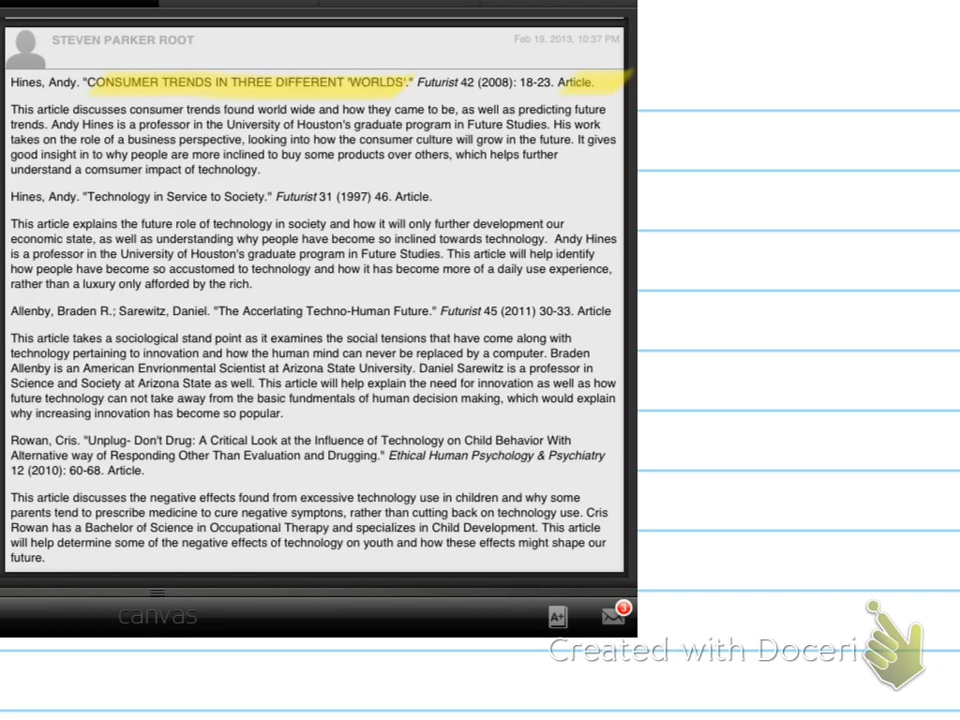 STEVEN PARKER ROOT
Feb 19, 2013, 10:37 PM
Hines, Andy. "CONSUMER TRENDS IN THREE DIFFERENT 'WORLDS'." Futurist 42 (2008): 18-23. Article.
This article discusses consumer trends found world wide and how they came to be, as well as predicting future
trends. Andy Hines is a professor in the University of Houston's graduate program in Future Studies. His work
takes on the role of a business perspective, looking into how the consumer culture will grow in the future. It gives
good insight in to why people are more inclined to buy some products over others, which helps further
understand a comsumer impact of technology.
Hines, Andy. "Technology in Service to Society." Futurist 31 (1997) 46. Article.
This article explains the future role of technology in society and how it will only further development our
economic state, as well as understanding why people have become so inclined towards technology. Andy Hines
is a professor in the University of Houston's graduate program in Future Studies. This article will help identify
how people have become so accustomed to technology and how it has become more of a daily use experience,
rather than a luxury only afforded by the rich.
Allenby, Braden R.; Sarewitz, Daniel. "The Accerlating Techno-Human Future." Futurist 45 (2011) 30-33. Article
This article takes a sociological stand point as it examines the social tensions that have come along with
technology pertaining to innovation and how the human mind can never be replaced by a computer. Braden
Allenby is an American Envrionmental Scientist at Arizona State University. Daniel Sarewitz is a professor in
Science and Society at Arizona State as well. This article will help explain the need for innovation as well as how
future technology can not take away from the basic fundmentals of human decision making, which would explain
why increasing innovation has become so popular.
Rowan, Cris. "Unplug- Don't Drug: A Critical Look at the Influence of Technology on Child Behavior With
Alternative way of Responding Other Than Evaluation and Drugging." Ethical Human Psychology & Psychiatry
12 (2010): 60-68. Article.
This article discusses the negative effects found from excessive technology use in children and why some
parents tend to prescribe medicine to cure negative symptons, rather than cutting back on technology use. Cris
Rowan has a Bachelor of Science in Occupational Therapy and specializes in Child Development. This article
will help determine some of the negative effects of technology on youth and how these effects might shape our
future.
canvas
A+
3
Created with Doceri